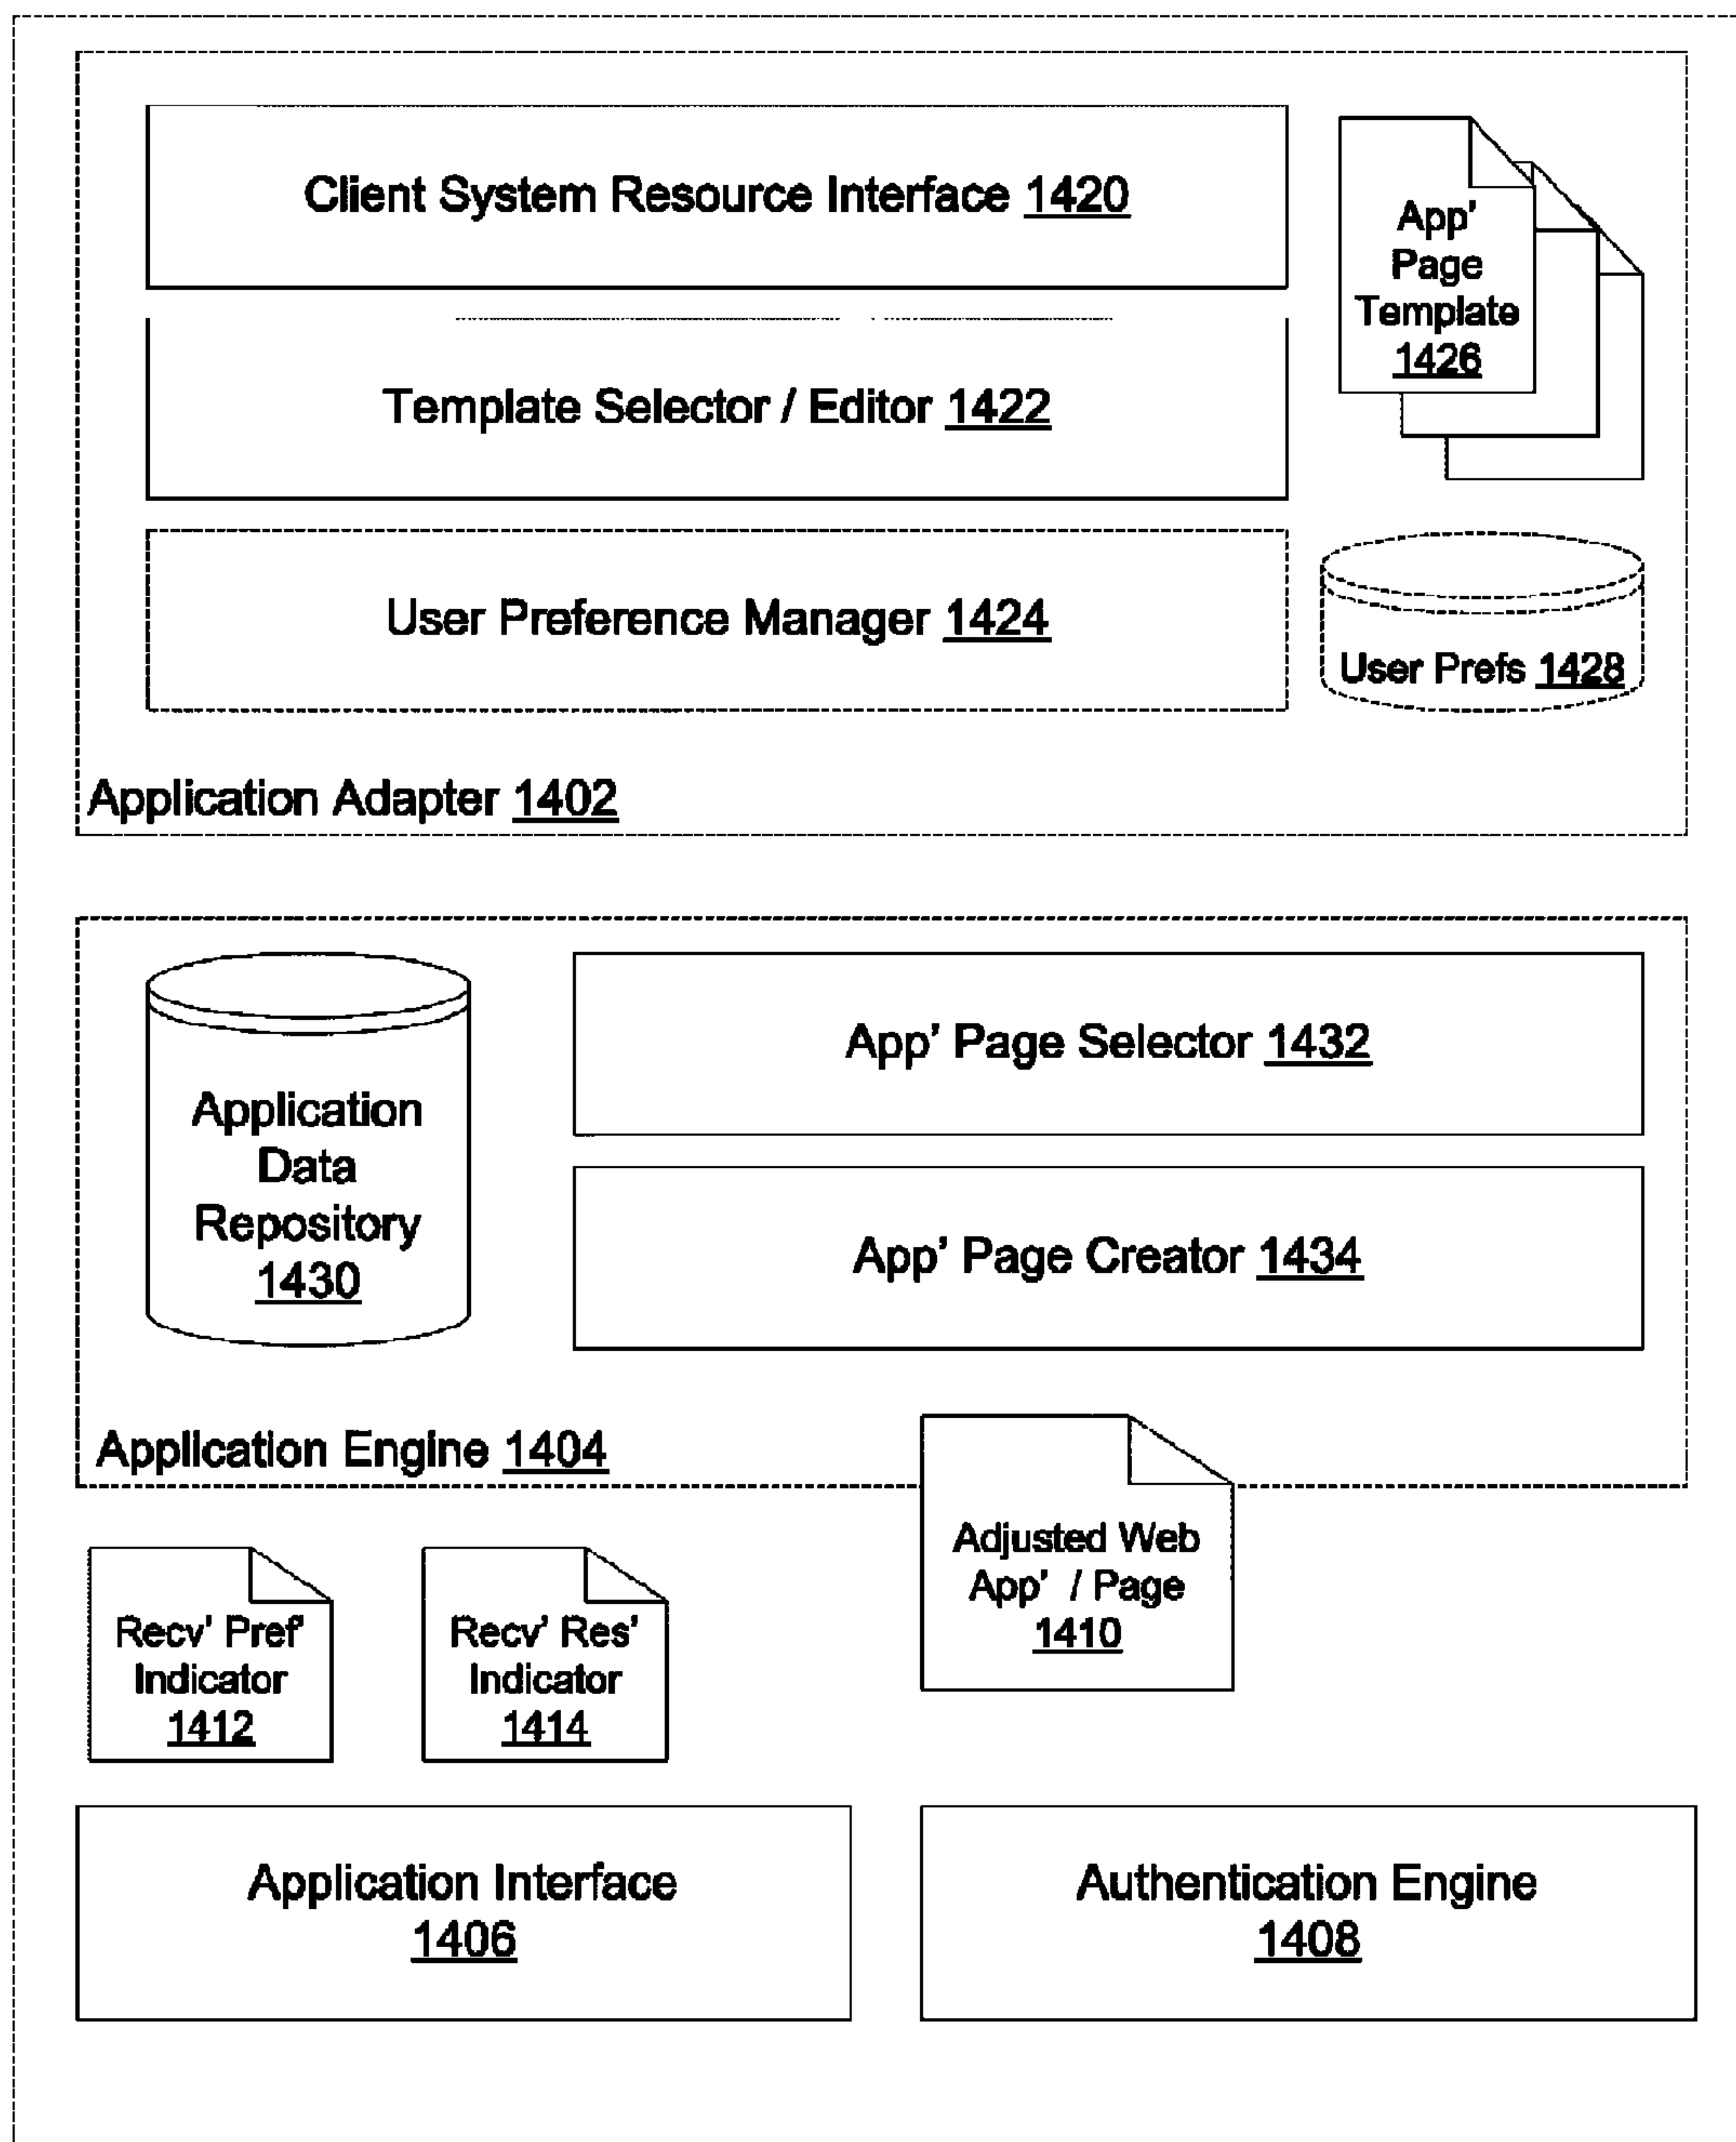 Client System Resource Interface 1420
App'
Page
Template
1426
Template Selector / Editor 1422
User Preference Manager 1424
User Prefs 1428
Application Adapter 1402
Application
Data
Repository
1430
App' Page Selector 1432
App' Page Creator 1434
Application Engine 1404
Adjusted Web
App' / Page
1410
Recv' Pref'
Indicator
1412
Recv' Res'
Indicator
1414
Application Interface
1406
Authentication Engine
1408